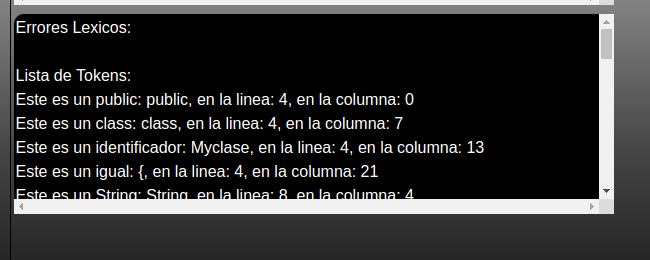 Errores Lexicos:
Lista de Tokens:
Este es un public: public, en la linea: 4, en la columna: 0
Este es un class: class, en la linea: 4, en la columna: 7
Este es un identificador: Myclase, en la linea: 4, en la columna: 13
Este es un igual: {, en la linea: 4, en la columna: 21
Este es un String: String, en la linea: 8, en la columna: 4